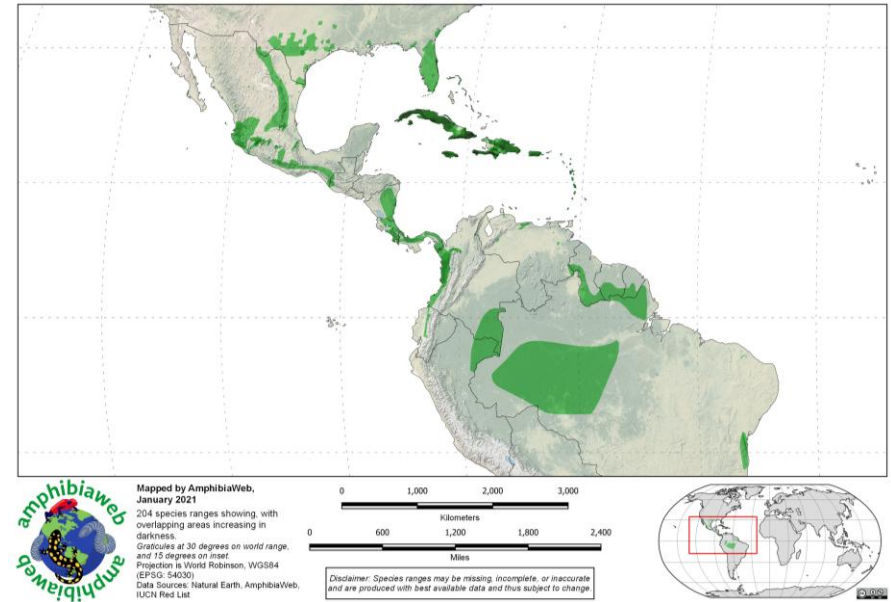 amphibiaweb
amphibiaweb
Mapped by AmphibiaWeb,
January 2021
204 species ranges showing, with
overlapping areas increasing in
darkness.
Graticules at 30 degrees on world range,
and 15 degrees on inset.
Projection is World Robinson, WGS84
(EPSG: 54030)
Data Sources: Natural Earth, AmphibiaWeb,
IUCN Red List
0 1,000 2,000 3,000
Kilometers
0 600 1,200 1,800 2,400
Miles
Disclaimer: Species ranges may be missing, incomplete, or inaccurate
and are produced with best available data and thus subject to change.